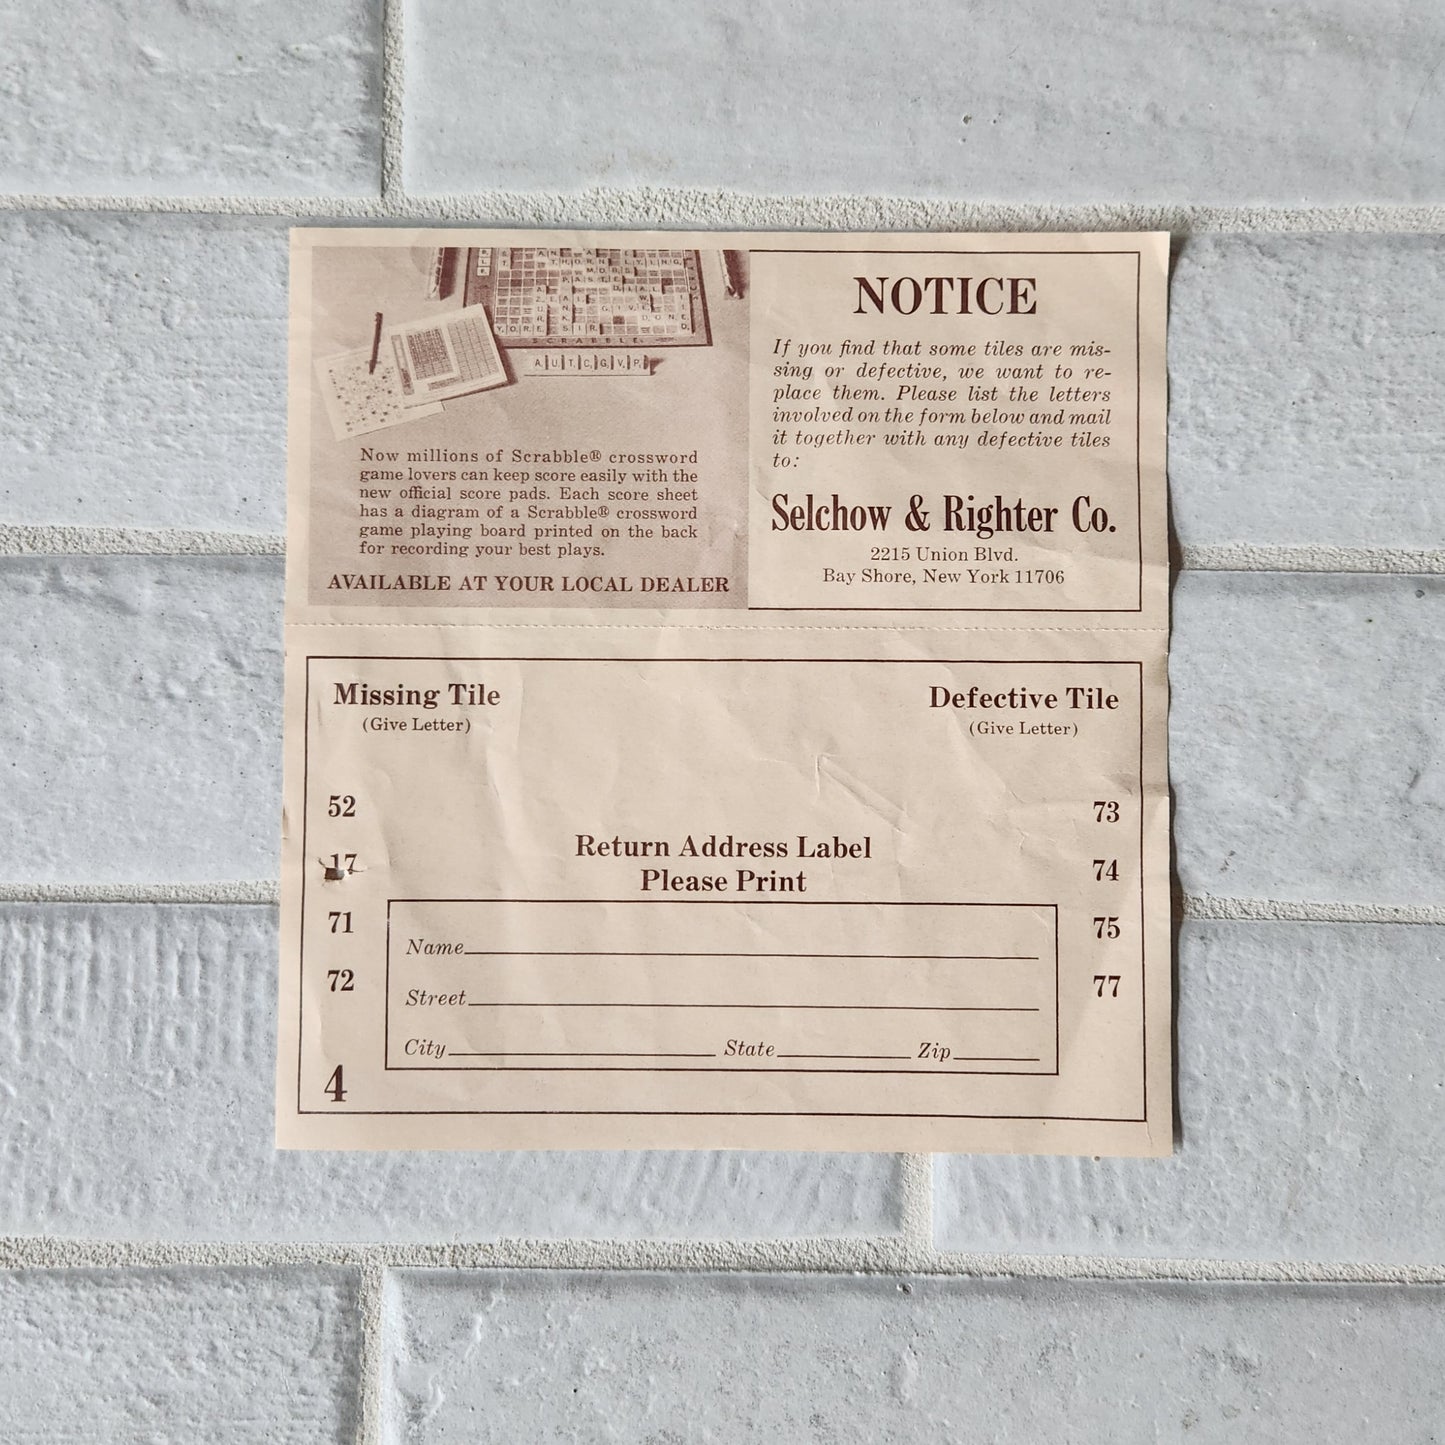 SCRABBLE
AUTCGVP
Now millions of Scrabble® crossword
game lovers can keep score easily with the
new official score pads. Each score sheet
has a diagram of a Scrabble® crossword
game playing board printed on the back
for recording your best plays.
AVAILABLE AT YOUR LOCAL DEALER
NOTICE
If you find that some tiles are mis-
sing or defective, we want to re-
place them. Please list the letters
involved on the form below and mail
it together with any defective tiles
to:
Selchow & Righter Co.
2215 Union Blvd.
Bay Shore, New York 11706
Missing Tile
(Give Letter)
Defective Tile
(Give Letter)
52
17
71
72
4
73
74
75
77
Return Address Label
Please Print
Name
Street
City State Zip